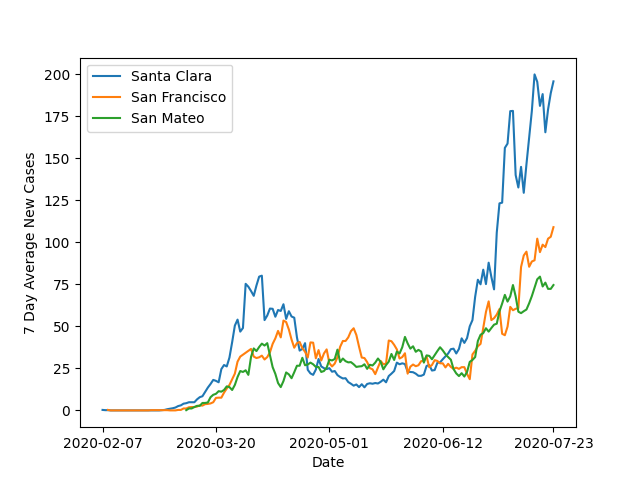 Santa Clara
San Francisco
San Mateo
200
175
150
125
100
75
50
25
0
7 Day Average New Cases
2020-02-07 2020-03-20 2020-05-01 2020-06-12 2020-07-23
Date